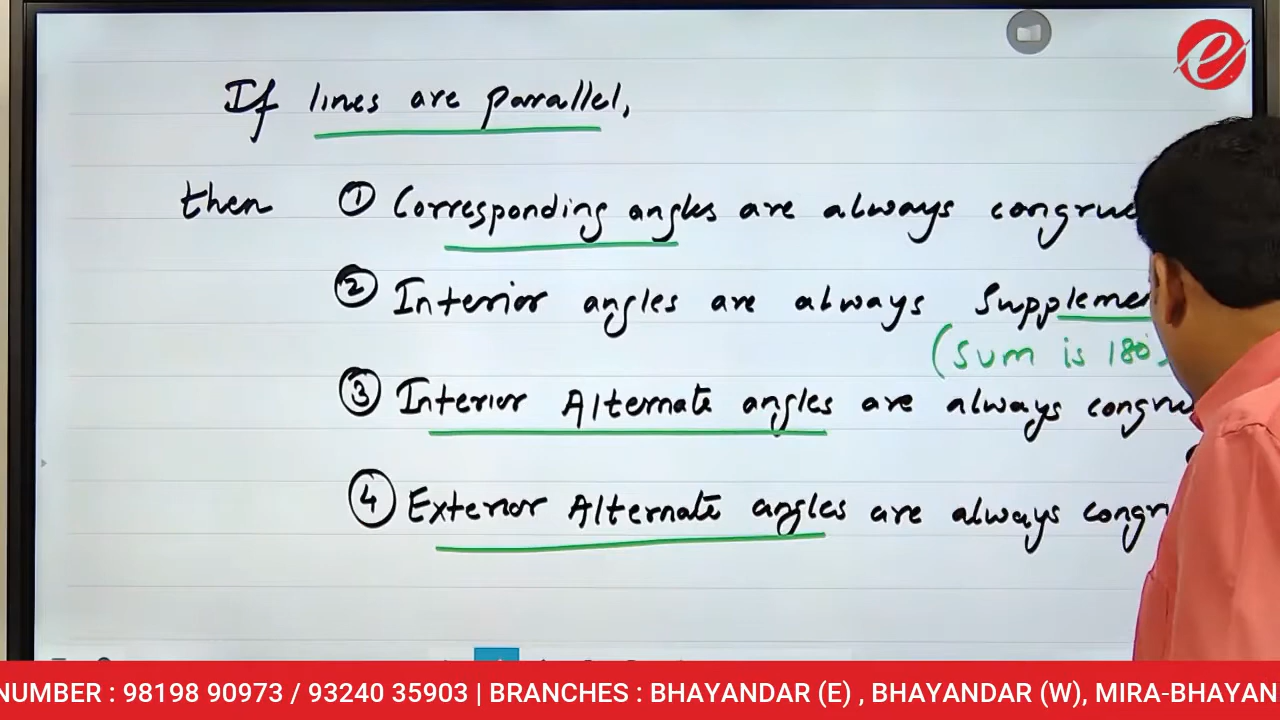 If lines are parallel,
then ① Corresponding angles are always congrue
② Interior angles are always Suppleme
(Sum is 180°
③ Interior Alternate angles are always congru
④ Exterior Alternate angles are always congr
NUMBER : 98198 90973 / 93240 35903 | BRANCHES : BHAYANDAR (E) , BHAYANDAR (W), MIRA-BHAYAN